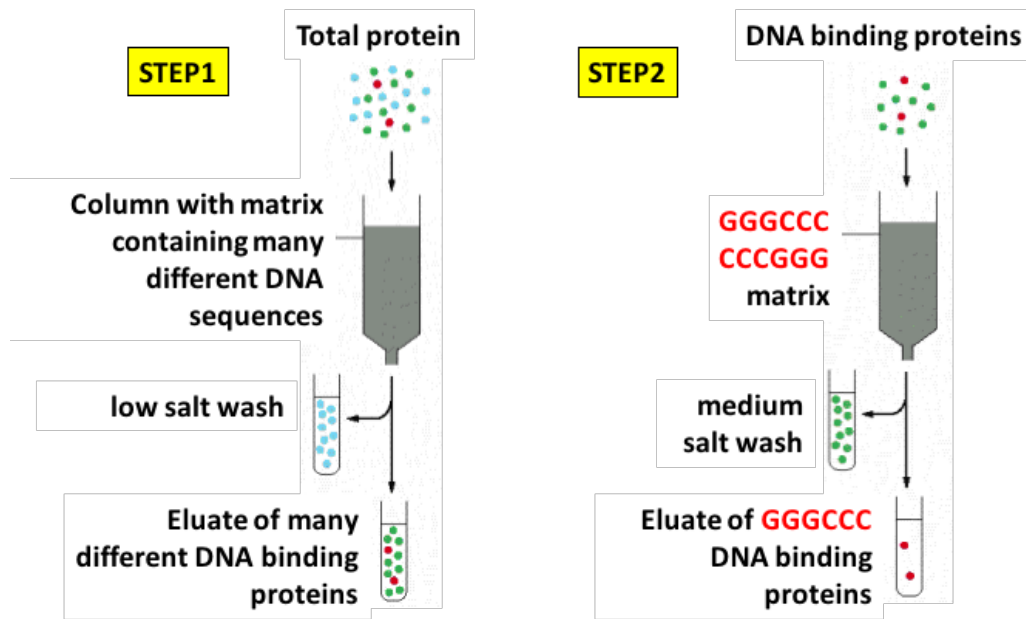 STEP1
Total protein
Column with matrix
containing many
different DNA
sequences
low salt wash
Eluate of many
different DNA binding
proteins
STEP2
DNA binding proteins
GGGCCC
CCCGGG
matrix
medium
salt wash
Eluate of GGGCCC
DNA binding
proteins